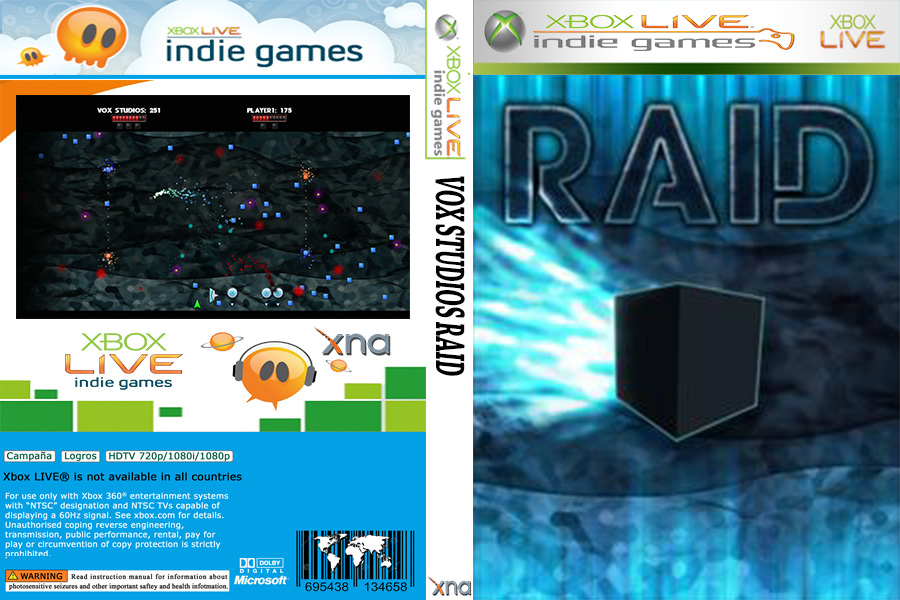 XBOX LIVE
indie games
VOX STUDIOS: 251
PLAYER1: 175
XBOX
LIVE
indie games
xna
Campaña Logros HDTV 720p/1080i/1080p
Xbox LIVE® is not available in all countries
For use only with Xbox 360® entertainment systems
with "NTSC" designation and NTSC TVs capable of
displaying a 60Hz signal. See xbox.com for details.
Unauthorised coping reverse engineering,
transmission, public performance, rental, pay for
play or circumvention of copy protection is strictly
prohibited.
WARNING Read instruction manual for information about
photosensitive seizures and other important saftey and health infotmation.
DOLBY
DIGITAL
Microsoft
695438 134658
XBOX LIVE
indie games
VOX STUDIOS RAID
xna
XBOX LIVE
indie games
XBOX
LIVE
RAID